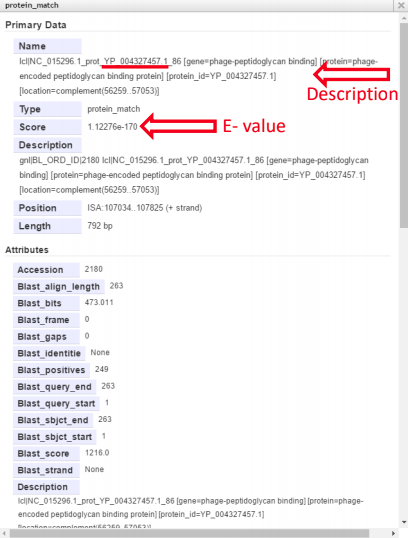 protein_match
Primary Data
Name
lcl|NC_015296.1_prot_YP_004327457.1_86 [gene=phage-peptidoglycan binding] [protein=phage-
encoded peptidoglycan binding protein] [protein_id=YP_004327457.1]
[location=complement(56259..57053)]
Description
Type protein_match
Score 1.12276e-170 E- value
Description
gnl|BL_ORD_ID|2180 lcl|NC_015296.1_prot_YP_004327457.1_86 [gene=phage-peptidoglycan
binding] [protein=phage-encoded peptidoglycan binding protein] [protein_id=YP_004327457.1]
[location=complement(56259..57053)]
Position ISA:107034..107825 (+ strand)
Length 792 bp
Attributes
Accession 2180
Blast_align_length 263
Blast_bits 473.011
Blast_frame 0
Blast_gaps 0
Blast_identitie None
Blast_positives 249
Blast_query_end 263
Blast_query_start 1
Blast_sbjct_end 263
Blast_sbjct_start 1
Blast_score 1216.0
Blast_strand None
Description
lcl|NC_015296.1_prot_YP_004327457.1_86 [gene=phage-peptidoglycan binding] [protein=phage-
encoded peptidoglycan binding protein] [protein_id=YP_004327457.1]
[location=complement(56259..57053)]